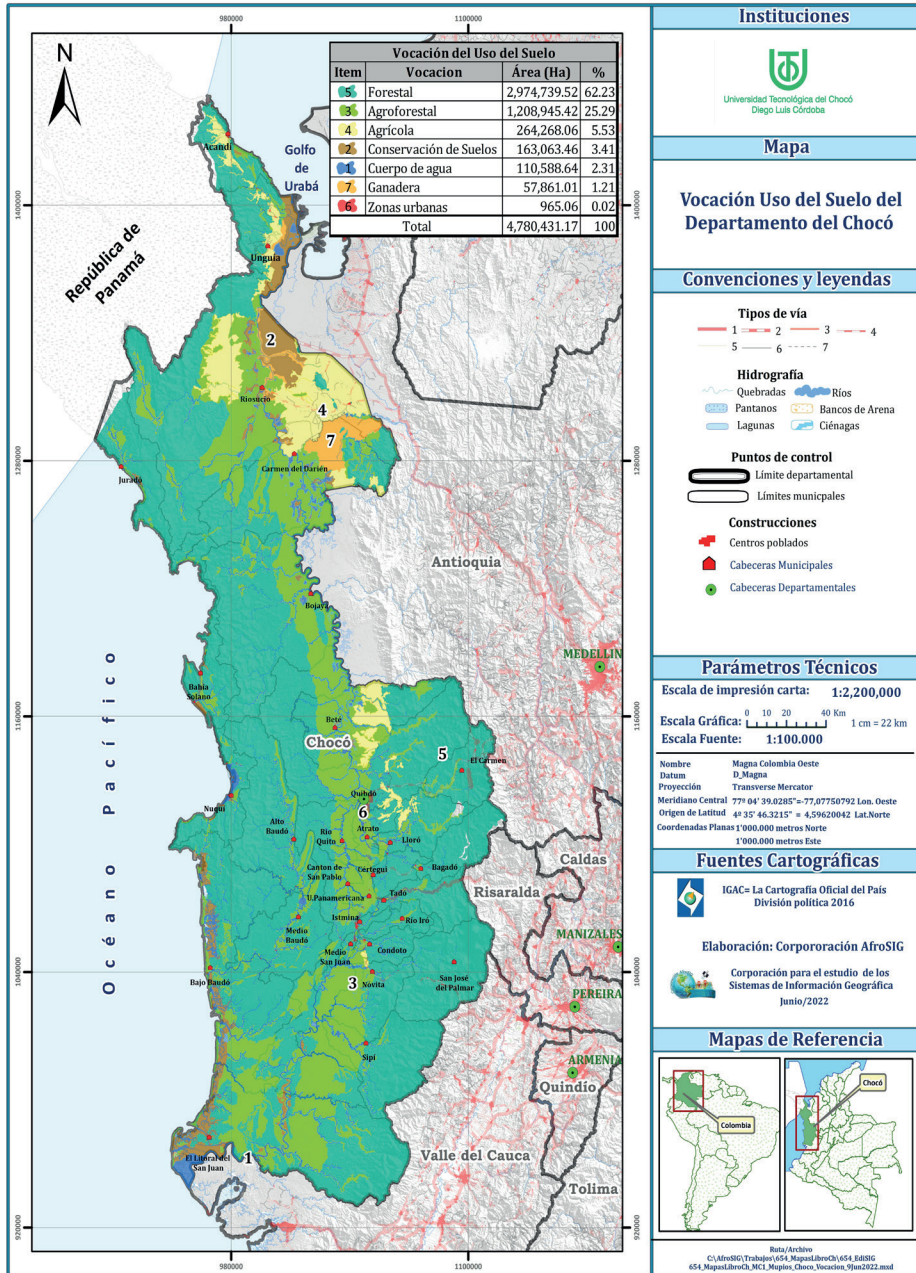 980000
1100000
N
Vocación del Uso del Suelo
Item Vocacion Área (Ha) %
5 Forestal 2,974,739.52 62.23
3 Agroforestal 1,208,945.42 25.29
4 Agrícola 264,268.06 5.53
2 Conservación de Suelos 163,063.46 3.41
1 Cuerpo de agua 110,588.64 2.31
7 Ganadera 57,861.01 1.21
6 Zonas urbanas 965.06 0.02
Total 4,780,431.17 100
Golfo
de
Urabá
República de
Panamá
Acandí
Unguía
Riosucio
Carmen del Darién
Juradó
Antioquia
Bojayá
MEDELLIN
Bahía
Solano
Beté
Chocó
El Carmen
Quibdó
Nuquí
Alto
Baudó
Río
Quito
Atrato
Lloró
Canton de
San Pablo
Cértegui
Bagadó
U.Panamericana
Tadó
Istmina
Río Iró
Medio
Baudó
Medio
San Juan
Condoto
San José
del Palmar
Bajo Baudó
Nóvita
Sipí
El Litoral del
San Juan
Caldas
Risaralda
MANIZALES
PEREIRA
ARMENIA
Quindío
Valle del Cauca
Tolima
Océano Pacífico
2
4
7
5
6
3
1
1400000
1280000
1160000
1040000
920000
1400000
1280000
1160000
1040000
920000
980000
1100000
Instituciones
Universidad Tecnológica del Chocó
Diego Luis Córdoba
Mapa
Vocación Uso del Suelo del
Departamento del Chocó
Convenciones y leyendas
Tipos de vía
1 2 3 4
5 6 7
Hidrografía
Quebradas Ríos
Pantanos Bancos de Arena
Lagunas Ciénagas
Puntos de control
Límite departamental
Límites municpales
Construcciones
Centros poblados
Cabeceras Municipales
Cabeceras Departamentales
Parámetros Técnicos
Escala de impresión carta: 1:2,200,000
0 10 20 40 Km
Escala Gráfica: 1 cm = 22 km
Escala Fuente: 1:100.000
Nombre Magna Colombia Oeste
Datum D_Magna
Proyección Transverse Mercator
Meridiano Central 77º 04' 39.0285"=-77,07750792 Lon. Oeste
Origen de Latitud 4º 35' 46.3215" = 4,59620042 Lat.Norte
Coordenadas Planas 1'000.000 metros Norte
1'000.000 metros Este
Fuentes Cartográficas
IGAC= La Cartografía Oficial del País
División política 2016
Elaboración: Corpororación AfroSIG
Corporación para el estudio de los
Sistemas de Información Geográfica
Junio/2022
Mapas de Referencia
Colombia
Chocó
Ruta/Archivo
C:\AfroSIG\Trabajos\654_MapasLibroCh\654_EdiSIG
654_MapasLibroCh_MC1_Mupios_Choco_Vocacion_9Jun2022.mxd